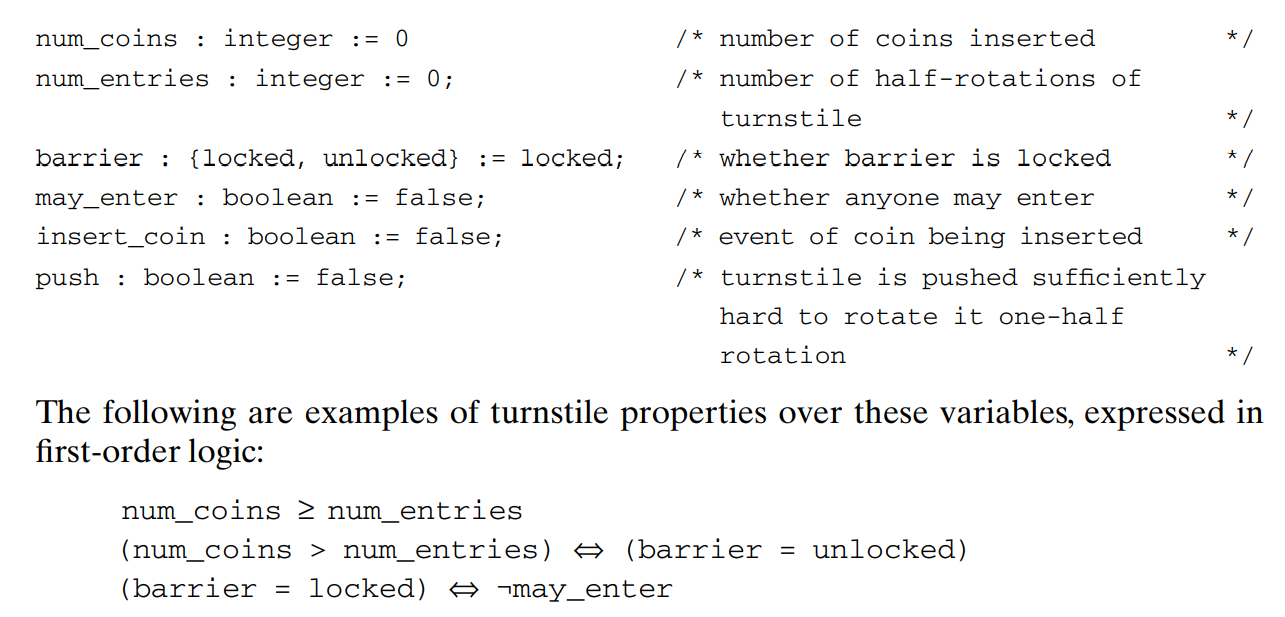 num_coins : integer := 0 /* number of coins inserted */
num_entries : integer := 0; /* number of half-rotations of
turnstile */
barrier : {locked, unlocked} := locked; /* whether barrier is locked */
may_enter : boolean := false; /* whether anyone may enter */
insert_coin : boolean := false; /* event of coin being inserted */
push : boolean := false; /* turnstile is pushed sufficiently
hard to rotate it one-half
rotation */
The following are examples of turnstile properties over these variables, expressed in
first-order logic:
num_coins ≥ num_entries
(num_coins > num_entries) ⇔ (barrier = unlocked)
(barrier = locked) ⇔ ¬may_enter